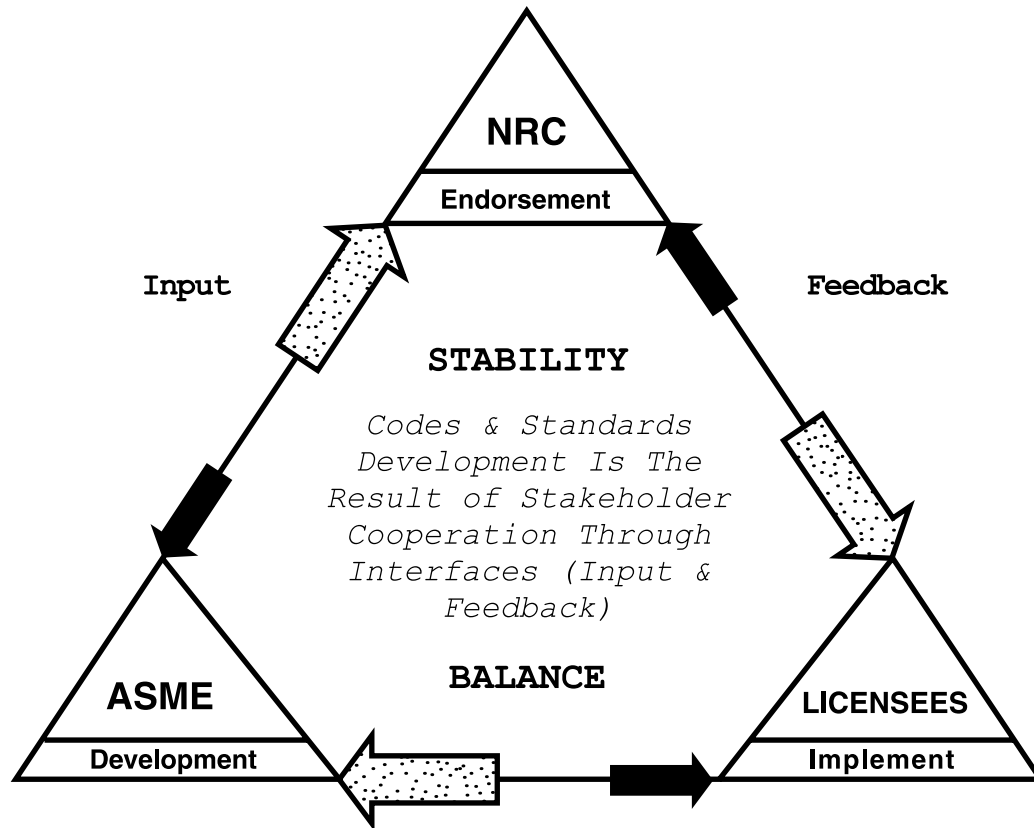 NRC
Endorsement
Input
Feedback
STABILITY
Codes & Standards
Development Is The
Result of Stakeholder
Cooperation Through
Interfaces (Input &
Feedback)
BALANCE
ASME
Development
LICENSEES
Implement